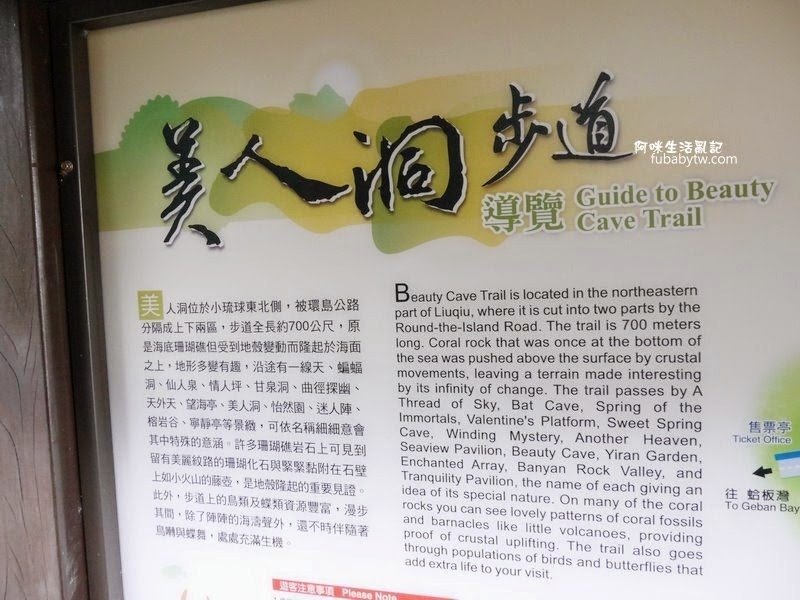 美人洞步道
阿咪生活亂記
fubabytw.com
導覽
Guide to Beauty
Cave Trail
美人洞位於小琉球東北側，被環島公路
分隔成上下兩區，步道全長約700公尺，原
是海底珊瑚礁但受到地殼變動而隆起於海面
之上，地形多變有趣，沿途有一線天、蝙蝠
洞、仙人泉、情人坪、甘泉洞、曲徑探幽、
天外天、望海亭、美人洞、怡然園、迷人陣、
榕岩谷、寧靜亭等景緻，可依名稱細細意會
其中特殊的意涵。許多珊瑚礁岩石上可見到
留有美麗紋路的珊瑚化石與緊緊黏附在石壁
上如小火山的藤壺，是地殼隆起的重要見證。
此外，步道上的鳥類及蝶類資源豐富，漫步
其間，除了陣陣的海濤聲外，還不時伴隨著
鳥囀與蝶舞，處處充滿生機。
Beauty Cave Trail is located in the northeastern
part of Liuqiu, where it is cut into two parts by the
Round-the-Island Road. The trail is 700 meters
long. Coral rock that was once at the bottom of
the sea was pushed above the surface by crustal
movements, leaving a terrain made interesting
by its infinity of change. The trail passes by A
Thread of Sky, Bat Cave, Spring of the
Immortals, Valentine's Platform, Sweet Spring
Cave, Winding Mystery, Another Heaven,
Seaview Pavilion, Beauty Cave, Yiran Garden,
Enchanted Array, Banyan Rock Valley, and
Tranquility Pavilion, the name of each giving an
idea of its special nature. On many of the coral
rocks you can see lovely patterns of coral fossils
and barnacles like little volcanoes, providing
proof of crustal uplifting. The trail also goes
through populations of birds and butterflies that
add extra life to your visit.
售票亭
Ticket Office
往 蛤板灣
To Geban Bay
遊客注意事項 Please Note